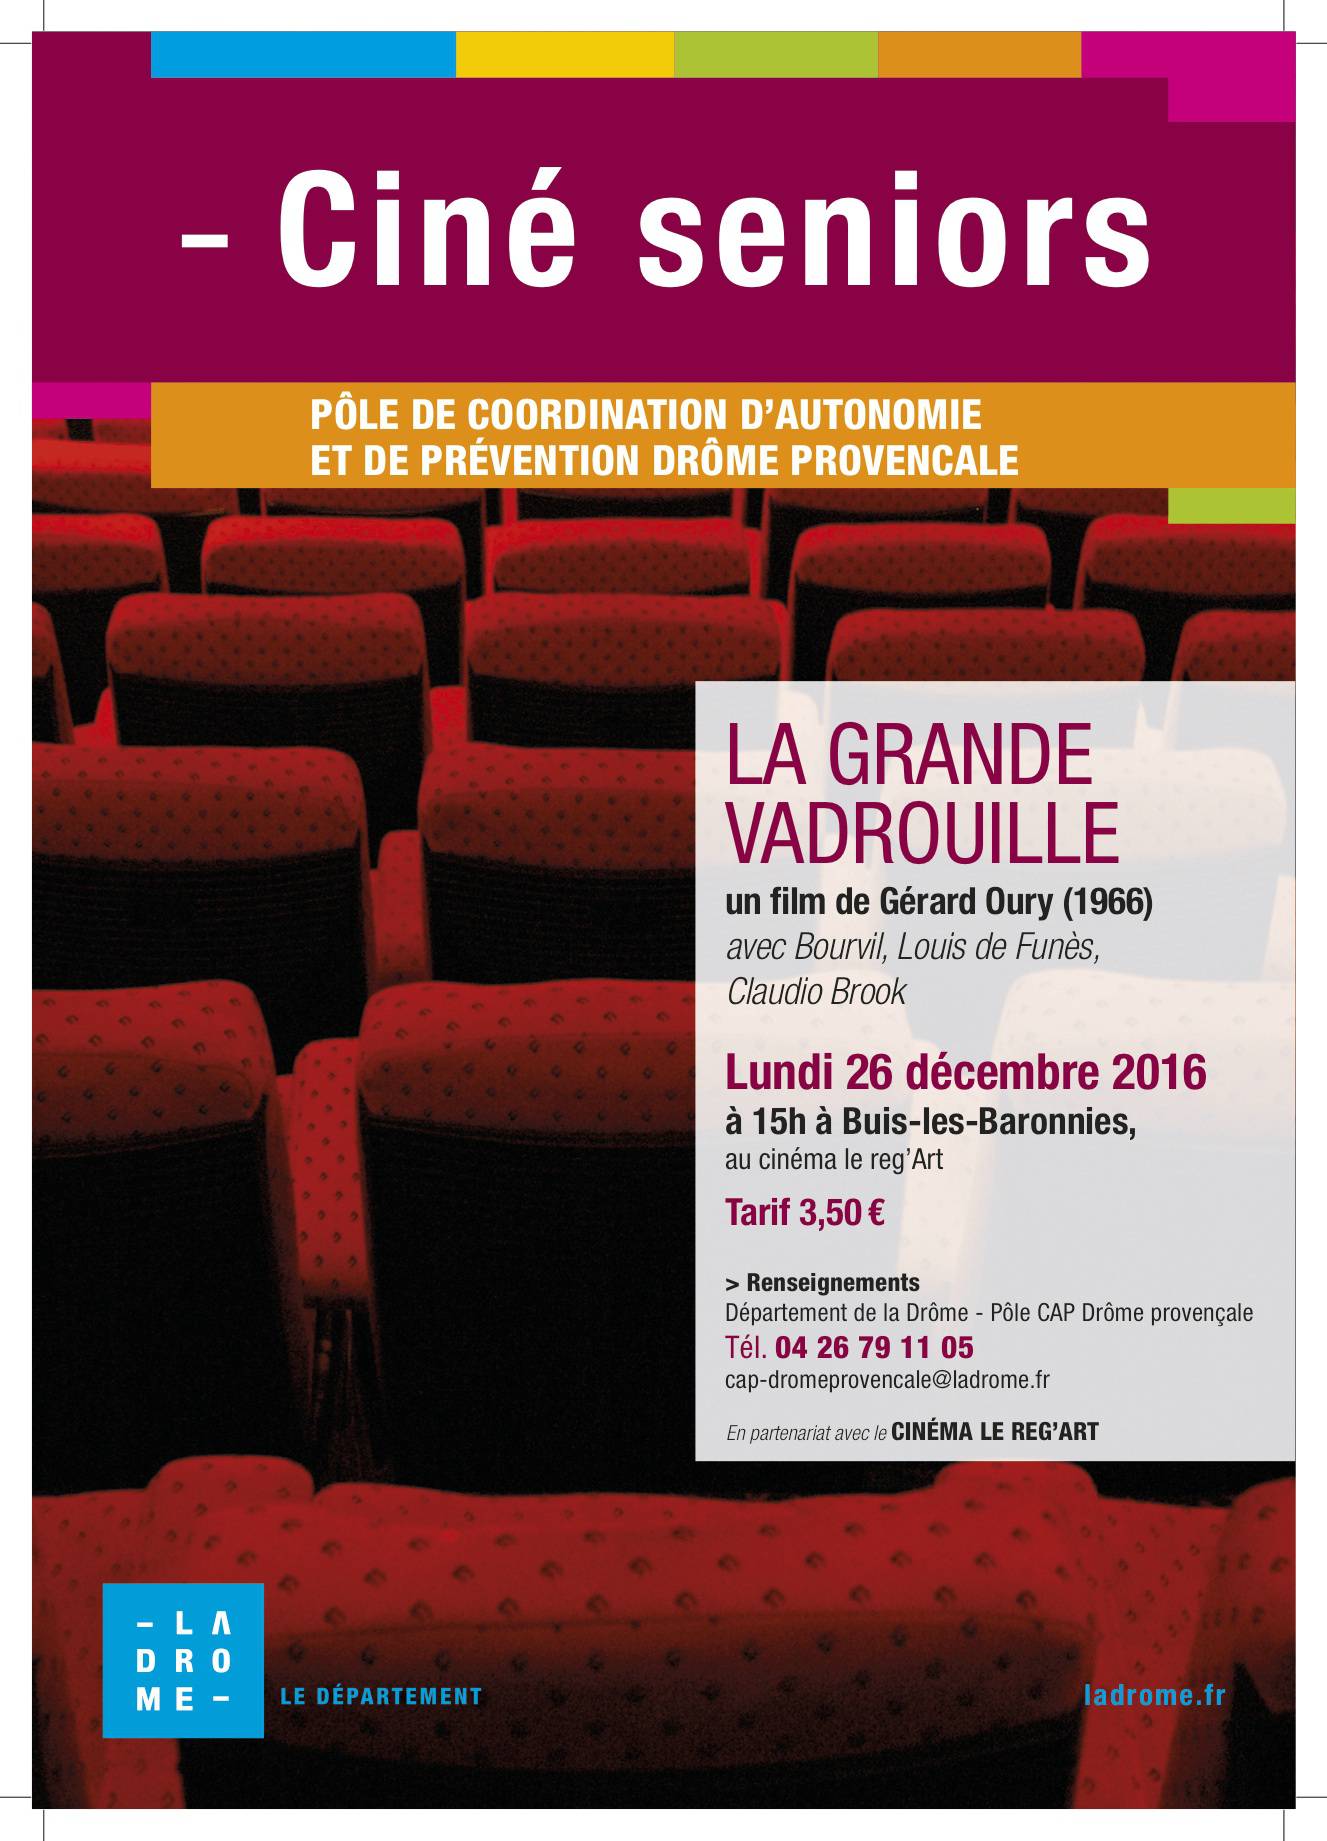 - Ciné seniors
PÔLE DE COORDINATION D'AUTONOMIE
ET DE PRÉVENTION DRÔME PROVENCALE
LA GRANDE
VADROUILLE
un film de Gérard Oury (1966)
avec Bourvil, Louis de Funès,
Claudio Brook
Lundi 26 décembre 2016
à 15h à Buis-les-Baronnies,
au cinéma le reg'Art
Tarif 3,50 €
> Renseignements
Département de la Drôme - Pôle CAP Drôme provençale
Tél. 04 26 79 11 05
cap-dromeprovencale@ladrome.fr
En partenariat avec le CINÉMA LE REG'ART
– LA
DRO
ME –
LE DÉPARTEMENT
ladrome.fr